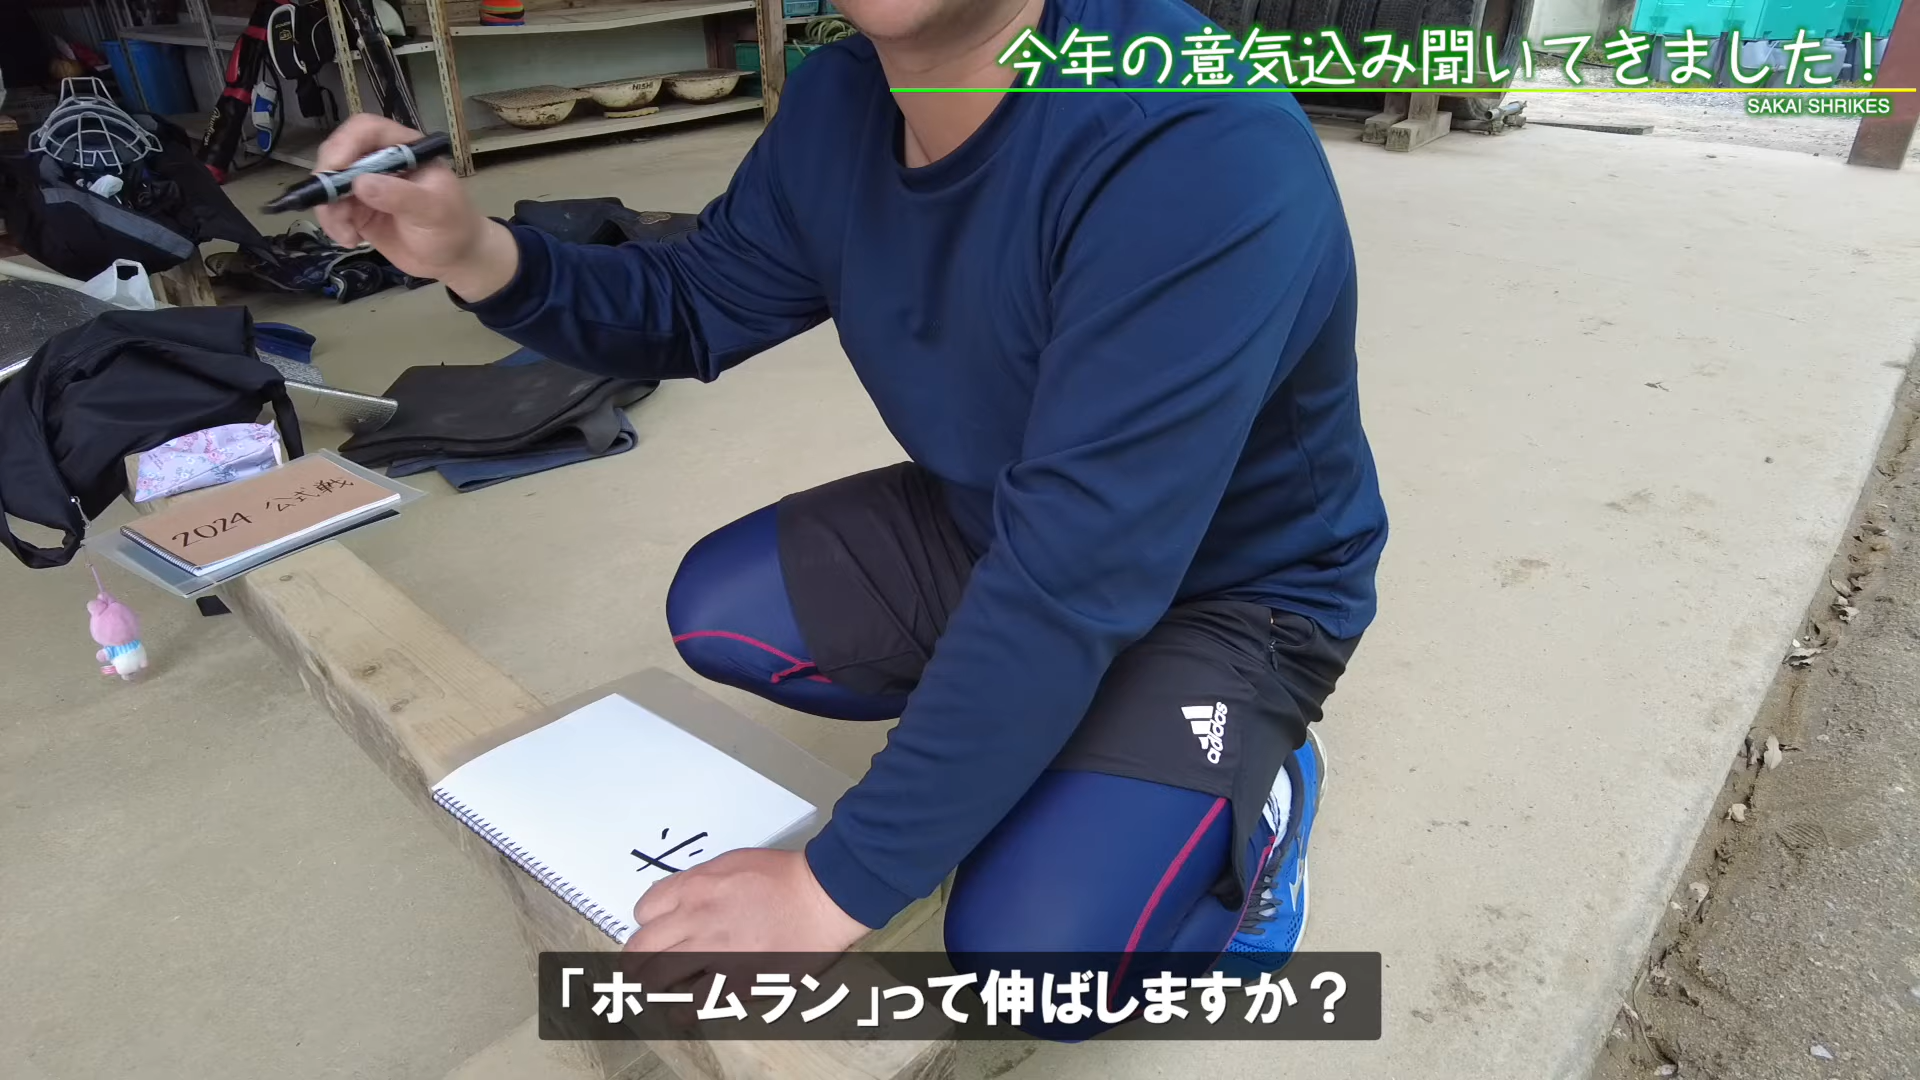 今年の意気込み聞いてきました！
SAKAI SHRIKES
HISHI
2024 公式戦
adidas
ホ
「ホームラン」って伸ばしますか？